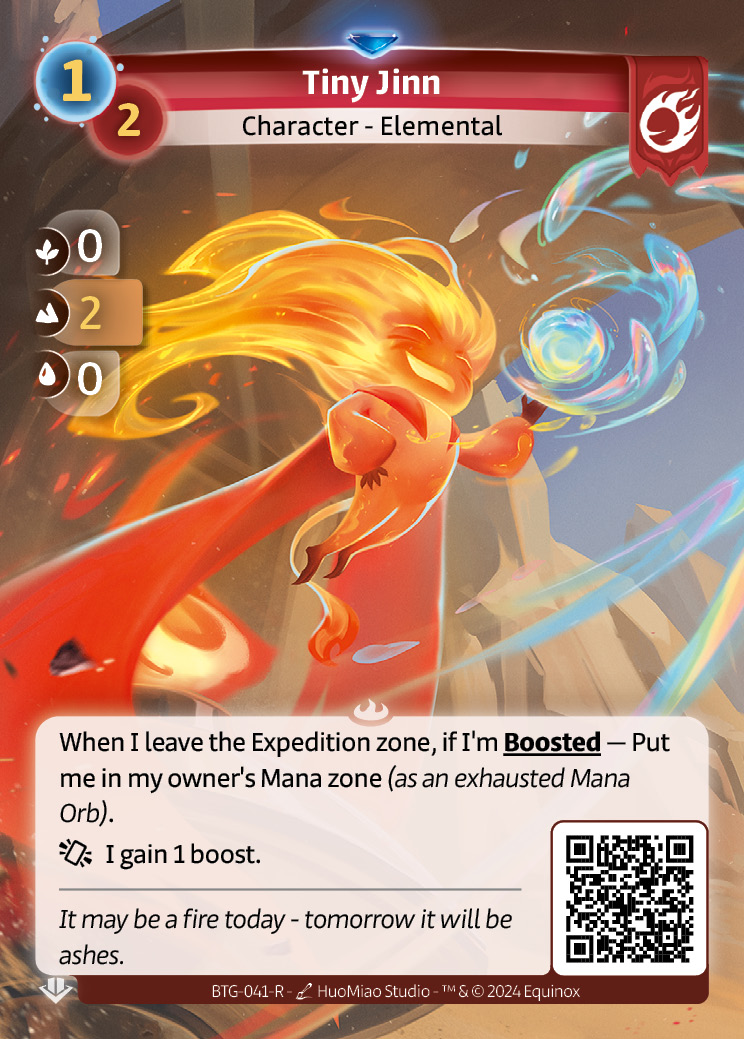 1
Tiny Jinn
2
Character - Elemental
0
2
0
When I leave the Expedition zone, if I'm Boosted — Put
me in my owner's Mana zone (as an exhausted Mana
Orb).
I gain 1 boost.
It may be a fire today - tomorrow it will be
ashes.
BTG-041-R - HuoMiao Studio - ™ & © 2024 Equinox